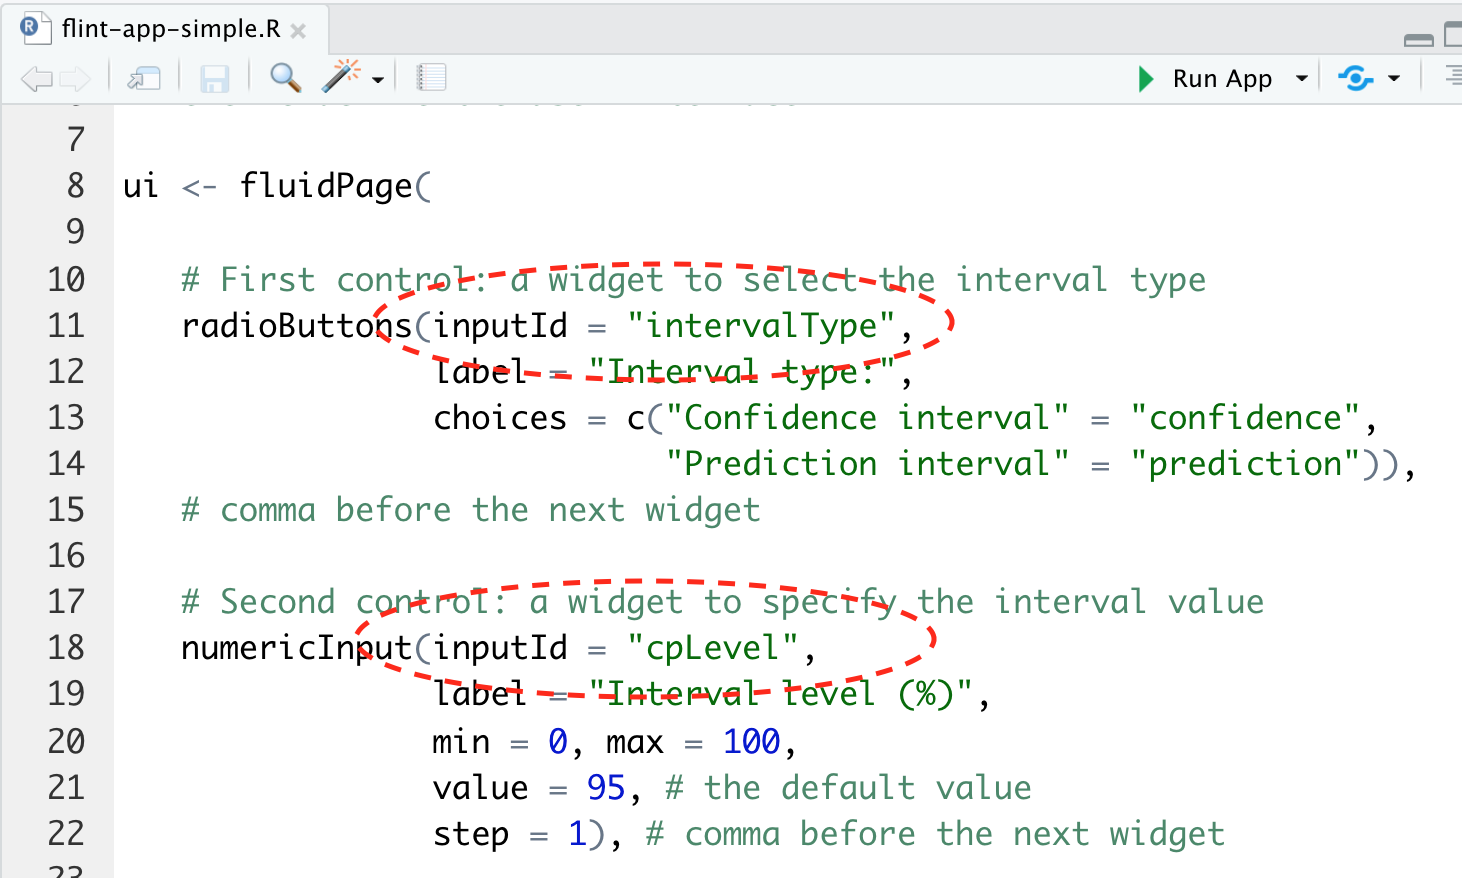 flint-app-simple.R
Run App
7
8 ui <- fluidPage(
9
10 # First control: a widget to select the interval type
11 radioButtons(inputId = "intervalType",
12 label = "Interval type:",
13 choices = c("Confidence interval" = "confidence",
14 "Prediction interval" = "prediction")),
15 # comma before the next widget
16
17 # Second control: a widget to specify the interval value
18 numericInput(inputId = "cpLevel",
19 label = "Interval level (%)",
20 min = 0, max = 100,
21 value = 95, # the default value
22 step = 1), # comma before the next widget
23